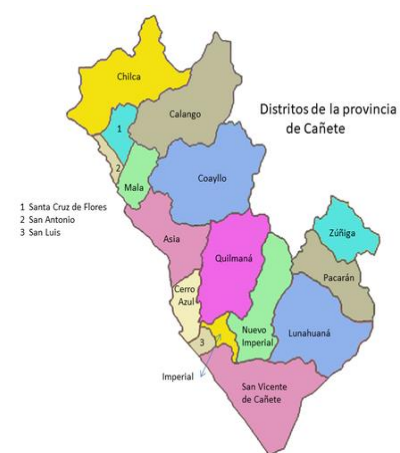 Chilca
Calango
Distritos de la provincia
de Cañete
1
2
Mala
Coayllo
1 Santa Cruz de Flores
2 San Antonio
3 San Luis
Asia
Zúñiga
Quilmaná
Pacarán
Cerro
Azul
Nuevo
Imperial
Lunahuaná
3
Imperial
San Vicente
de Cañete